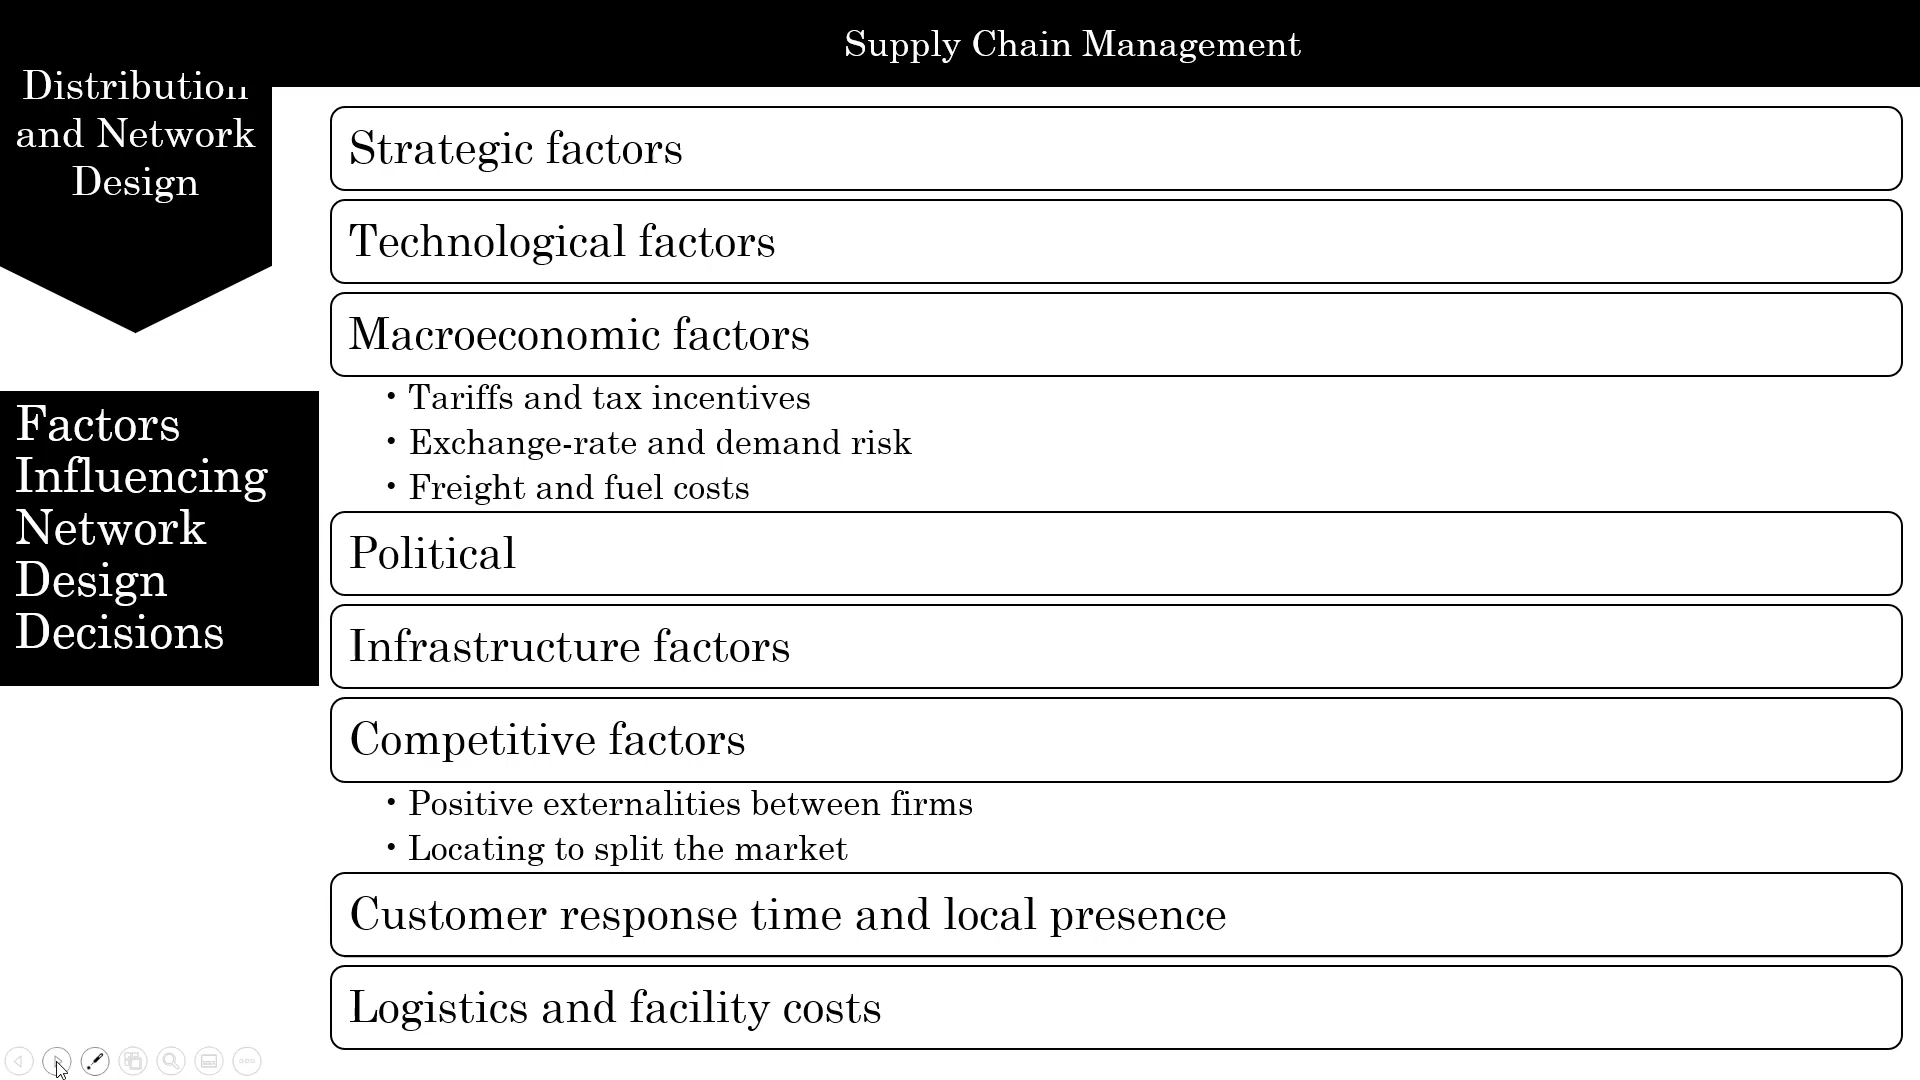 Supply Chain Management
Distribution
and Network
Design
Factors
Influencing
Network
Design
Decisions
Strategic factors
Technological factors
Macroeconomic factors
• Tariffs and tax incentives
• Exchange-rate and demand risk
• Freight and fuel costs
Political
Infrastructure factors
Competitive factors
• Positive externalities between firms
• Locating to split the market
Customer response time and local presence
Logistics and facility costs